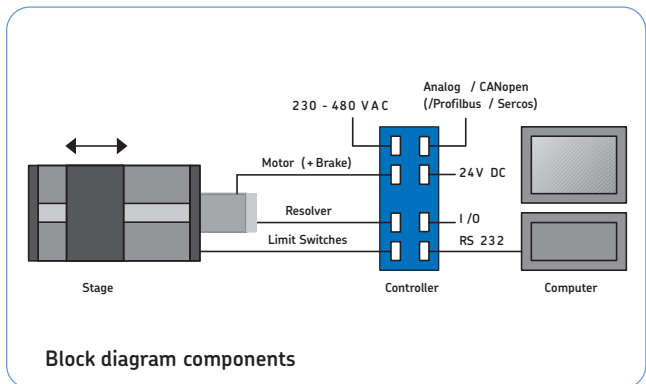 Analog / CANopen
(/Profilbus / Sercos)
230 - 480 VAC
Motor (+Brake)
24V DC
Resolver
I/O
Limit Switches
RS 232
Stage
Controller
Computer
Block diagram components